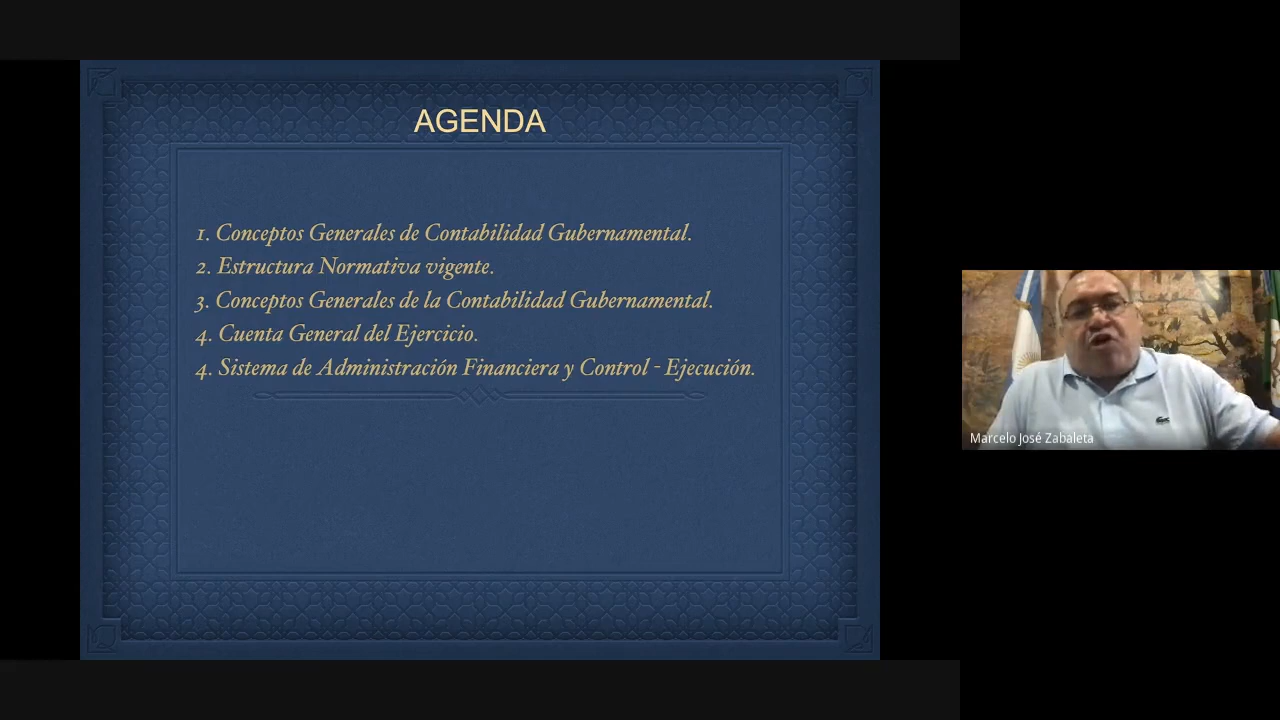 AGENDA
1. Conceptos Generales de Contabilidad Gubernamental.
2. Estructura Normativa vigente.
3. Conceptos Generales de la Contabilidad Gubernamental.
4. Cuenta General del Ejercicio.
4. Sistema de Administración Financiera y Control - Ejecución.
Marcelo José Zabaleta